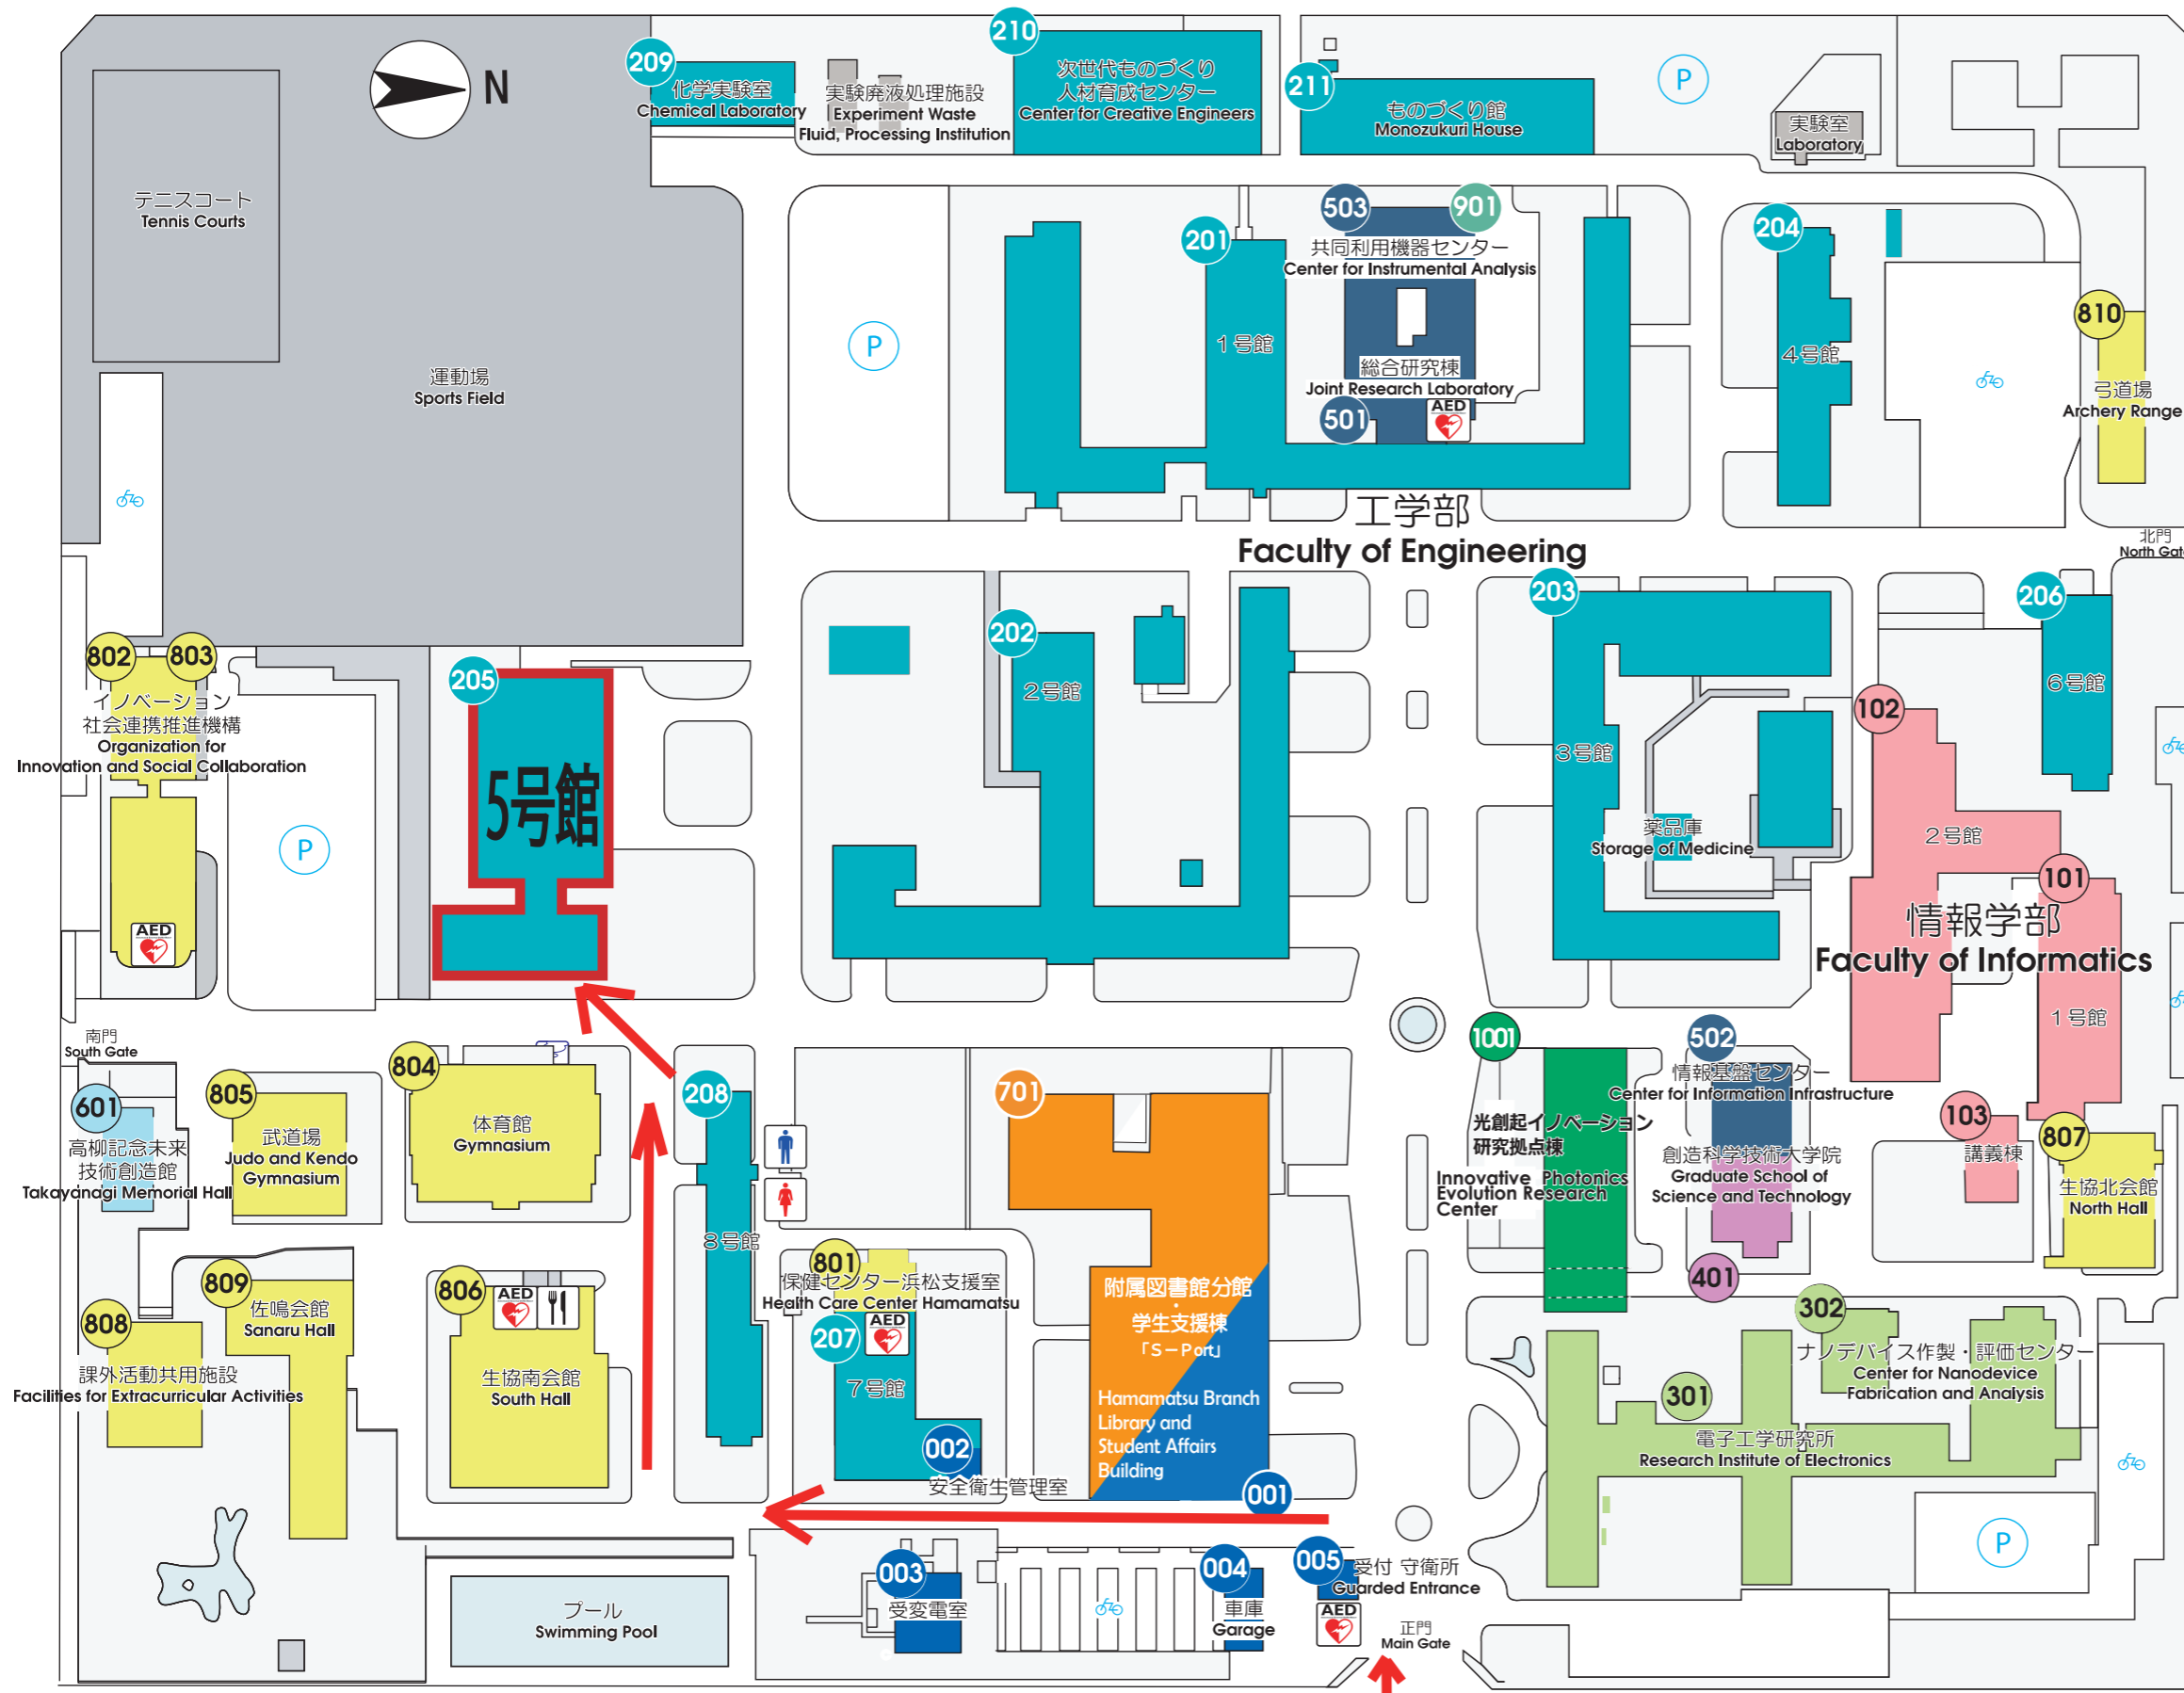 N
209
化学実験室
Chemical Laboratory
実験廃液処理施設
Experiment Waste
Fluid, Processing Institution
210
次世代ものづくり
人材育成センター
Center for Creative Engineers
211
ものづくり館
Monozukuri House
P
実験室
Laboratory
テニスコート
Tennis Courts
運動場
Sports Field
P
201
1号館
503
901
共同利用機器センター
Center for Instrumental Analysis
総合研究棟
Joint Research Laboratory
501
AED
204
4号館
810
弓道場
Archery Range
工学部
Faculty of Engineering
北門
North Gat
802
803
イノベーション
社会連携推進機構
Organization for
Innovation and Social Collaboration
AED
P
205
5号館
202
2号館
203
3号館
薬品庫
Storage of Medicine
206
6号館
102
2号館
101
情報学部
Faculty of Informatics
1号館
南門
South Gate
601
高柳記念未来
技術創造館
Takayanagi Memorial Hall
805
武道場
Judo and Kendo
Gymnasium
804
体育館
Gymnasium
208
8号館
701
附属図書館分館
・
学生支援棟
「S－Port」
Hamamatsu Branch
Library and
Student Affairs
Building
001
1001
光創起イノベーション
研究拠点棟
Innovative Photonics
Evolution Research
Center
502
情報基盤センター
Center for Information Infrastructure
創造科学技術大学院
Graduate School of
Science and Technology
401
103
講義棟
807
生協北会館
North Hall
808
課外活動共用施設
Facilities for Extracurricular Activities
809
佐鳴会館
Sanaru Hall
806
AED
生協南会館
South Hall
801
保健センター浜松支援室
Health Care Center Hamamatsu
207
AED
7号館
002
安全衛生管理室
302
ナノデバイス作製・評価センター
Center for Nanodevice
Fabrication and Analysis
301
電子工学研究所
Research Institute of Electronics
P
プール
Swimming Pool
003
受変電室
004
車庫
Garage
005
受付 守衛所
Guarded Entrance
AED
正門
Main Gate